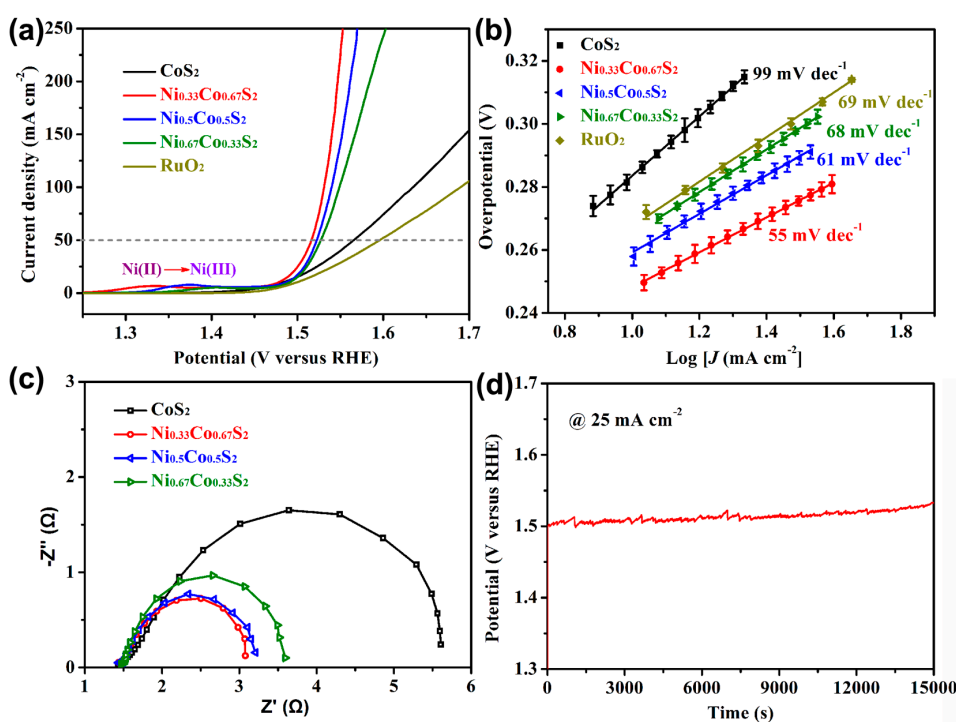 (a)
250
200
150
100
50
0
Current density (mA cm⁻²)
CoS₂
Ni₀.₃₃Co₀.₆₇S₂
Ni₀.₅Co₀.₅S₂
Ni₀.₆₇Co₀.₃₃S₂
RuO₂
Ni(II) → Ni(III)
1.3 1.4 1.5 1.6 1.7
Potential (V versus RHE)
(b)
0.32
0.30
0.28
0.26
0.24
Overpotential (V)
CoS₂
Ni₀.₃₃Co₀.₆₇S₂
Ni₀.₅Co₀.₅S₂
Ni₀.₆₇Co₀.₃₃S₂
RuO₂
99 mV dec⁻¹
69 mV dec⁻¹
68 mV dec⁻¹
61 mV dec⁻¹
55 mV dec⁻¹
0.8 1.0 1.2 1.4 1.6 1.8
Log [J (mA cm⁻²)
(c)
3
2
1
0
-Z'' (Ω)
CoS₂
Ni₀.₃₃Co₀.₆₇S₂
Ni₀.₅Co₀.₅S₂
Ni₀.₆₇Co₀.₃₃S₂
1 2 3 4 5 6
Z' (Ω)
(d)
1.7
1.6
1.5
1.4
1.3
Potential (V versus RHE)
@ 25 mA cm⁻²
0 3000 6000 9000 12000 15000
Time (s)